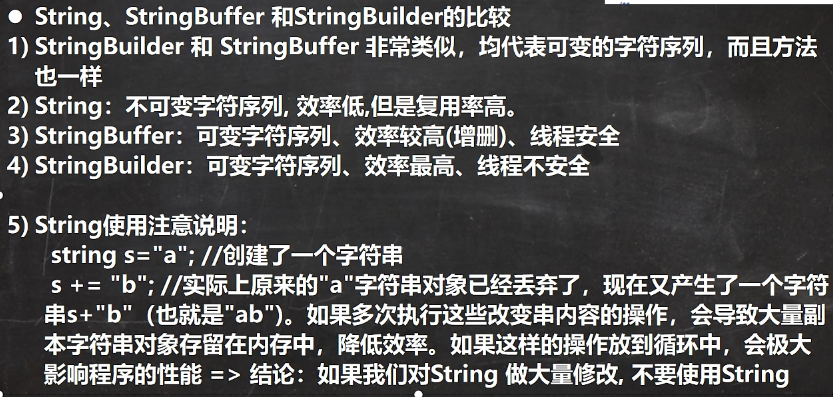 ● String、StringBuffer 和StringBuilder的比较
1) StringBuilder 和 StringBuffer 非常类似，均代表可变的字符序列，而且方法
也一样
2) String：不可变字符序列, 效率低,但是复用率高。
3) StringBuffer：可变字符序列、效率较高(增删)、线程安全
4) StringBuilder：可变字符序列、效率最高、线程不安全
5) String使用注意说明：
string s="a"; //创建了一个字符串
s += "b"; //实际上原来的"a"字符串对象已经丢弃了，现在又产生了一个字符
串s+"b"（也就是"ab")。如果多次执行这些改变串内容的操作，会导致大量副
本字符串对象存留在内存中，降低效率。如果这样的操作放到循环中，会极大
影响程序的性能 => 结论：如果我们对String 做大量修改, 不要使用String